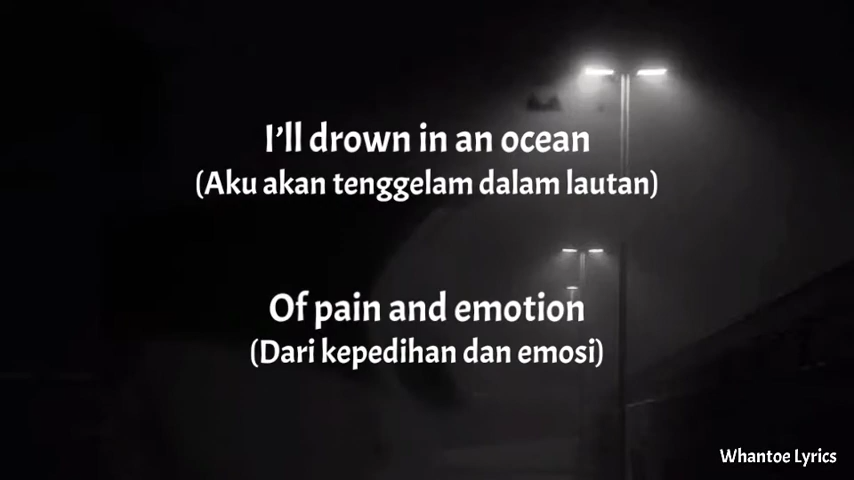 I'll drown in an ocean
(Aku akan tenggelam dalam lautan)
Of pain and emotion
(Dari kepedihan dan emosi)
Whantoe Lyrics